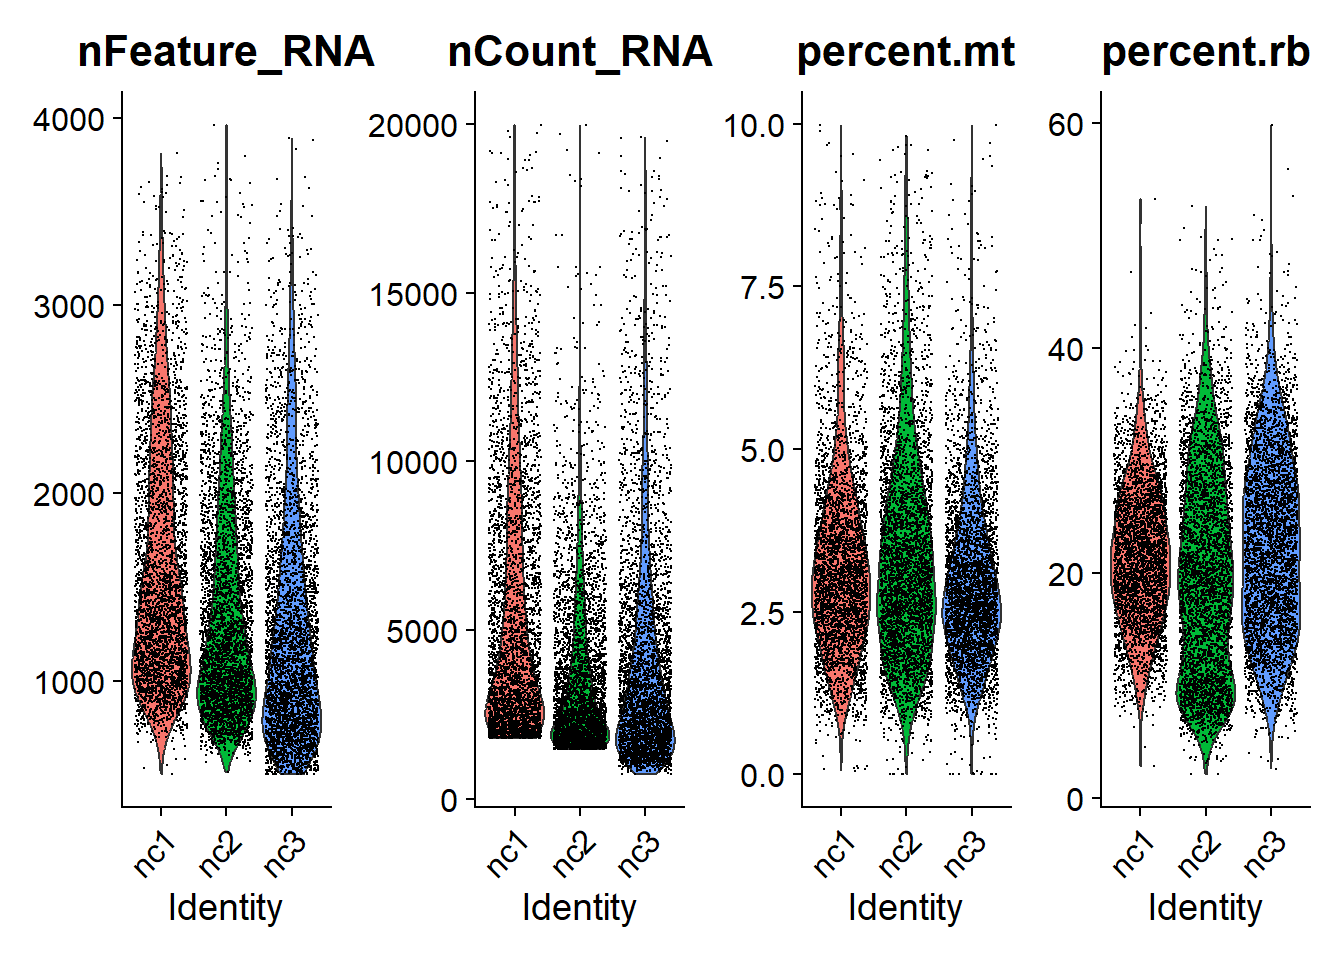 nFeature_RNA
4000
3000
2000
1000
nc1
nc2
nc3
Identity
nCount_RNA
20000
15000
10000
5000
0
nc1
nc2
nc3
Identity
percent.mt
10.0
7.5
5.0
2.5
0.0
nc1
nc2
nc3
Identity
percent.rb
60
40
20
0
nc1
nc2
nc3
Identity